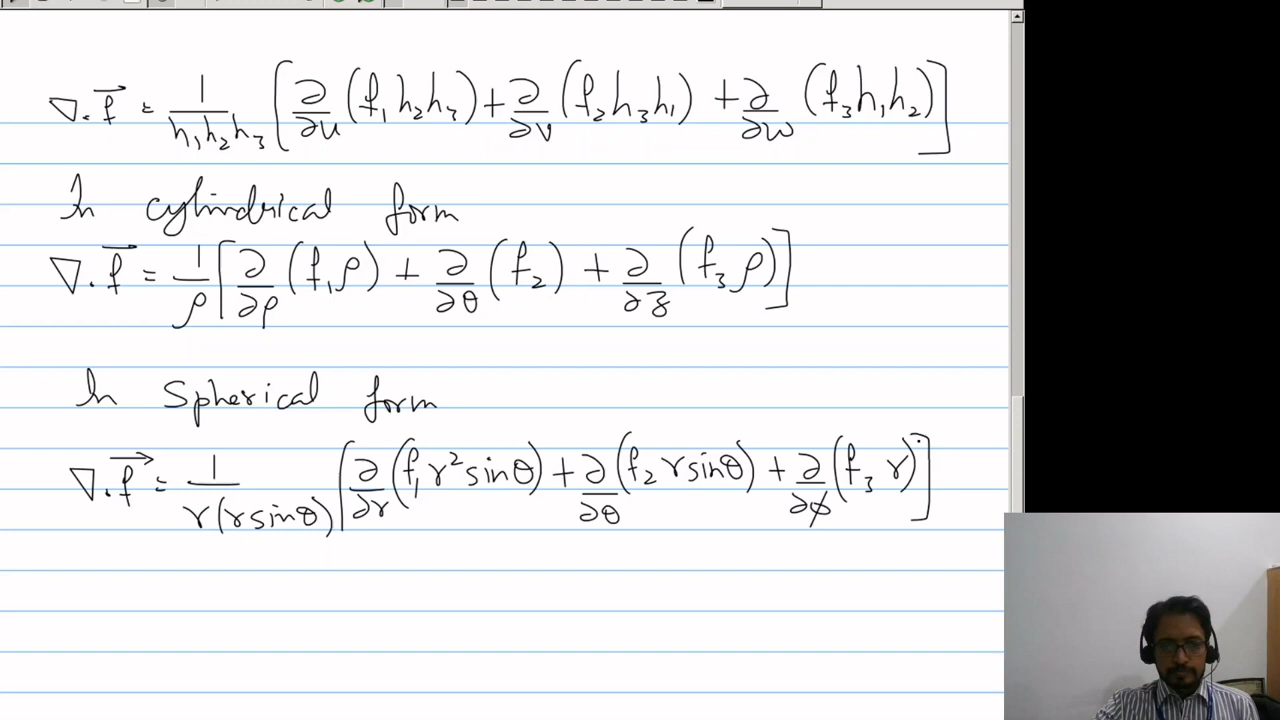 ∇·f⃗ = 1/(h₁h₂h₃) [∂/∂u (f₁h₂h₃) + ∂/∂v (f₂h₃h₁) + ∂/∂w (f₃h₁h₂)]
In cylindrical form
∇·f⃗ = 1/ρ [∂/∂ρ (f₁ρ) + ∂/∂θ (f₂) + ∂/∂z (f₃ρ)]
In Spherical form
∇·f⃗ = 1/(r(r sinθ)) [∂/∂r (f₁r² sinθ) + ∂/∂θ (f₂ r sinθ) + ∂/∂φ (f₃ r)]